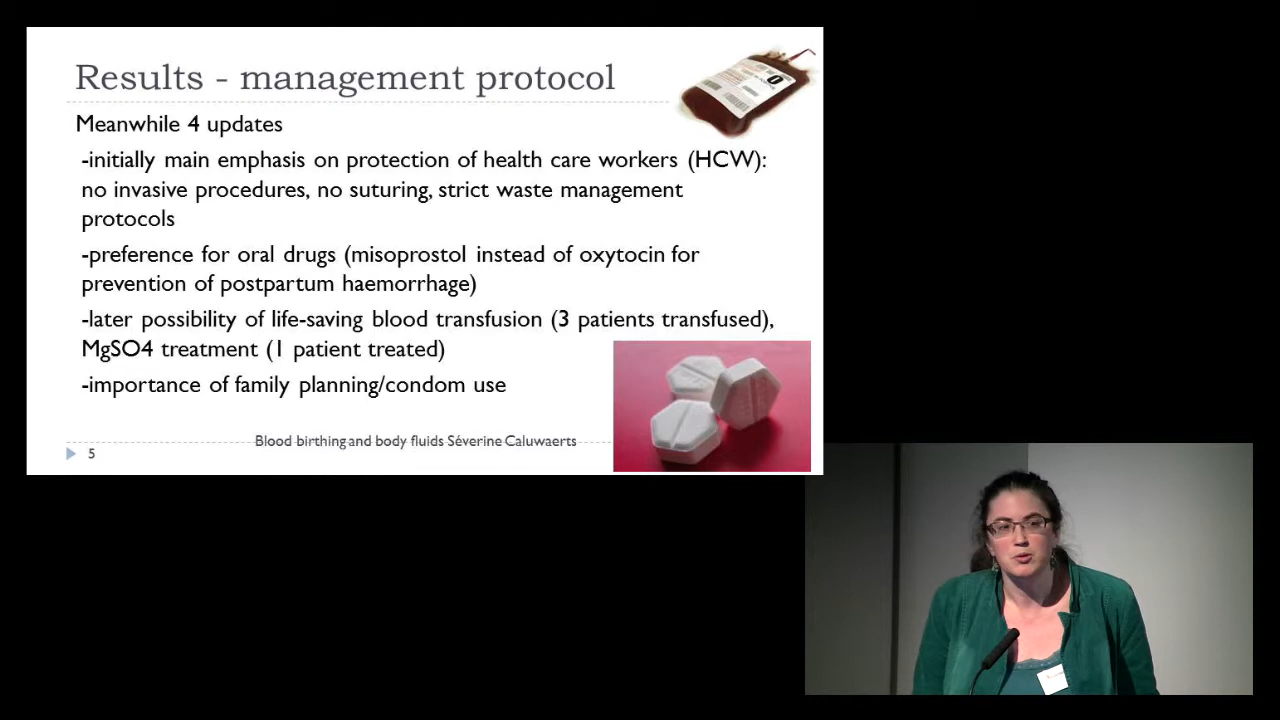 Results - management protocol
Meanwhile 4 updates
-initially main emphasis on protection of health care workers (HCW):
no invasive procedures, no suturing, strict waste management
protocols
-preference for oral drugs (misoprostol instead of oxytocin for
prevention of postpartum haemorrhage)
-later possibility of life-saving blood transfusion (3 patients transfused),
MgSO4 treatment (1 patient treated)
-importance of family planning/condom use
Blood birthing and body fluids Séverine Caluwaerts
5
O